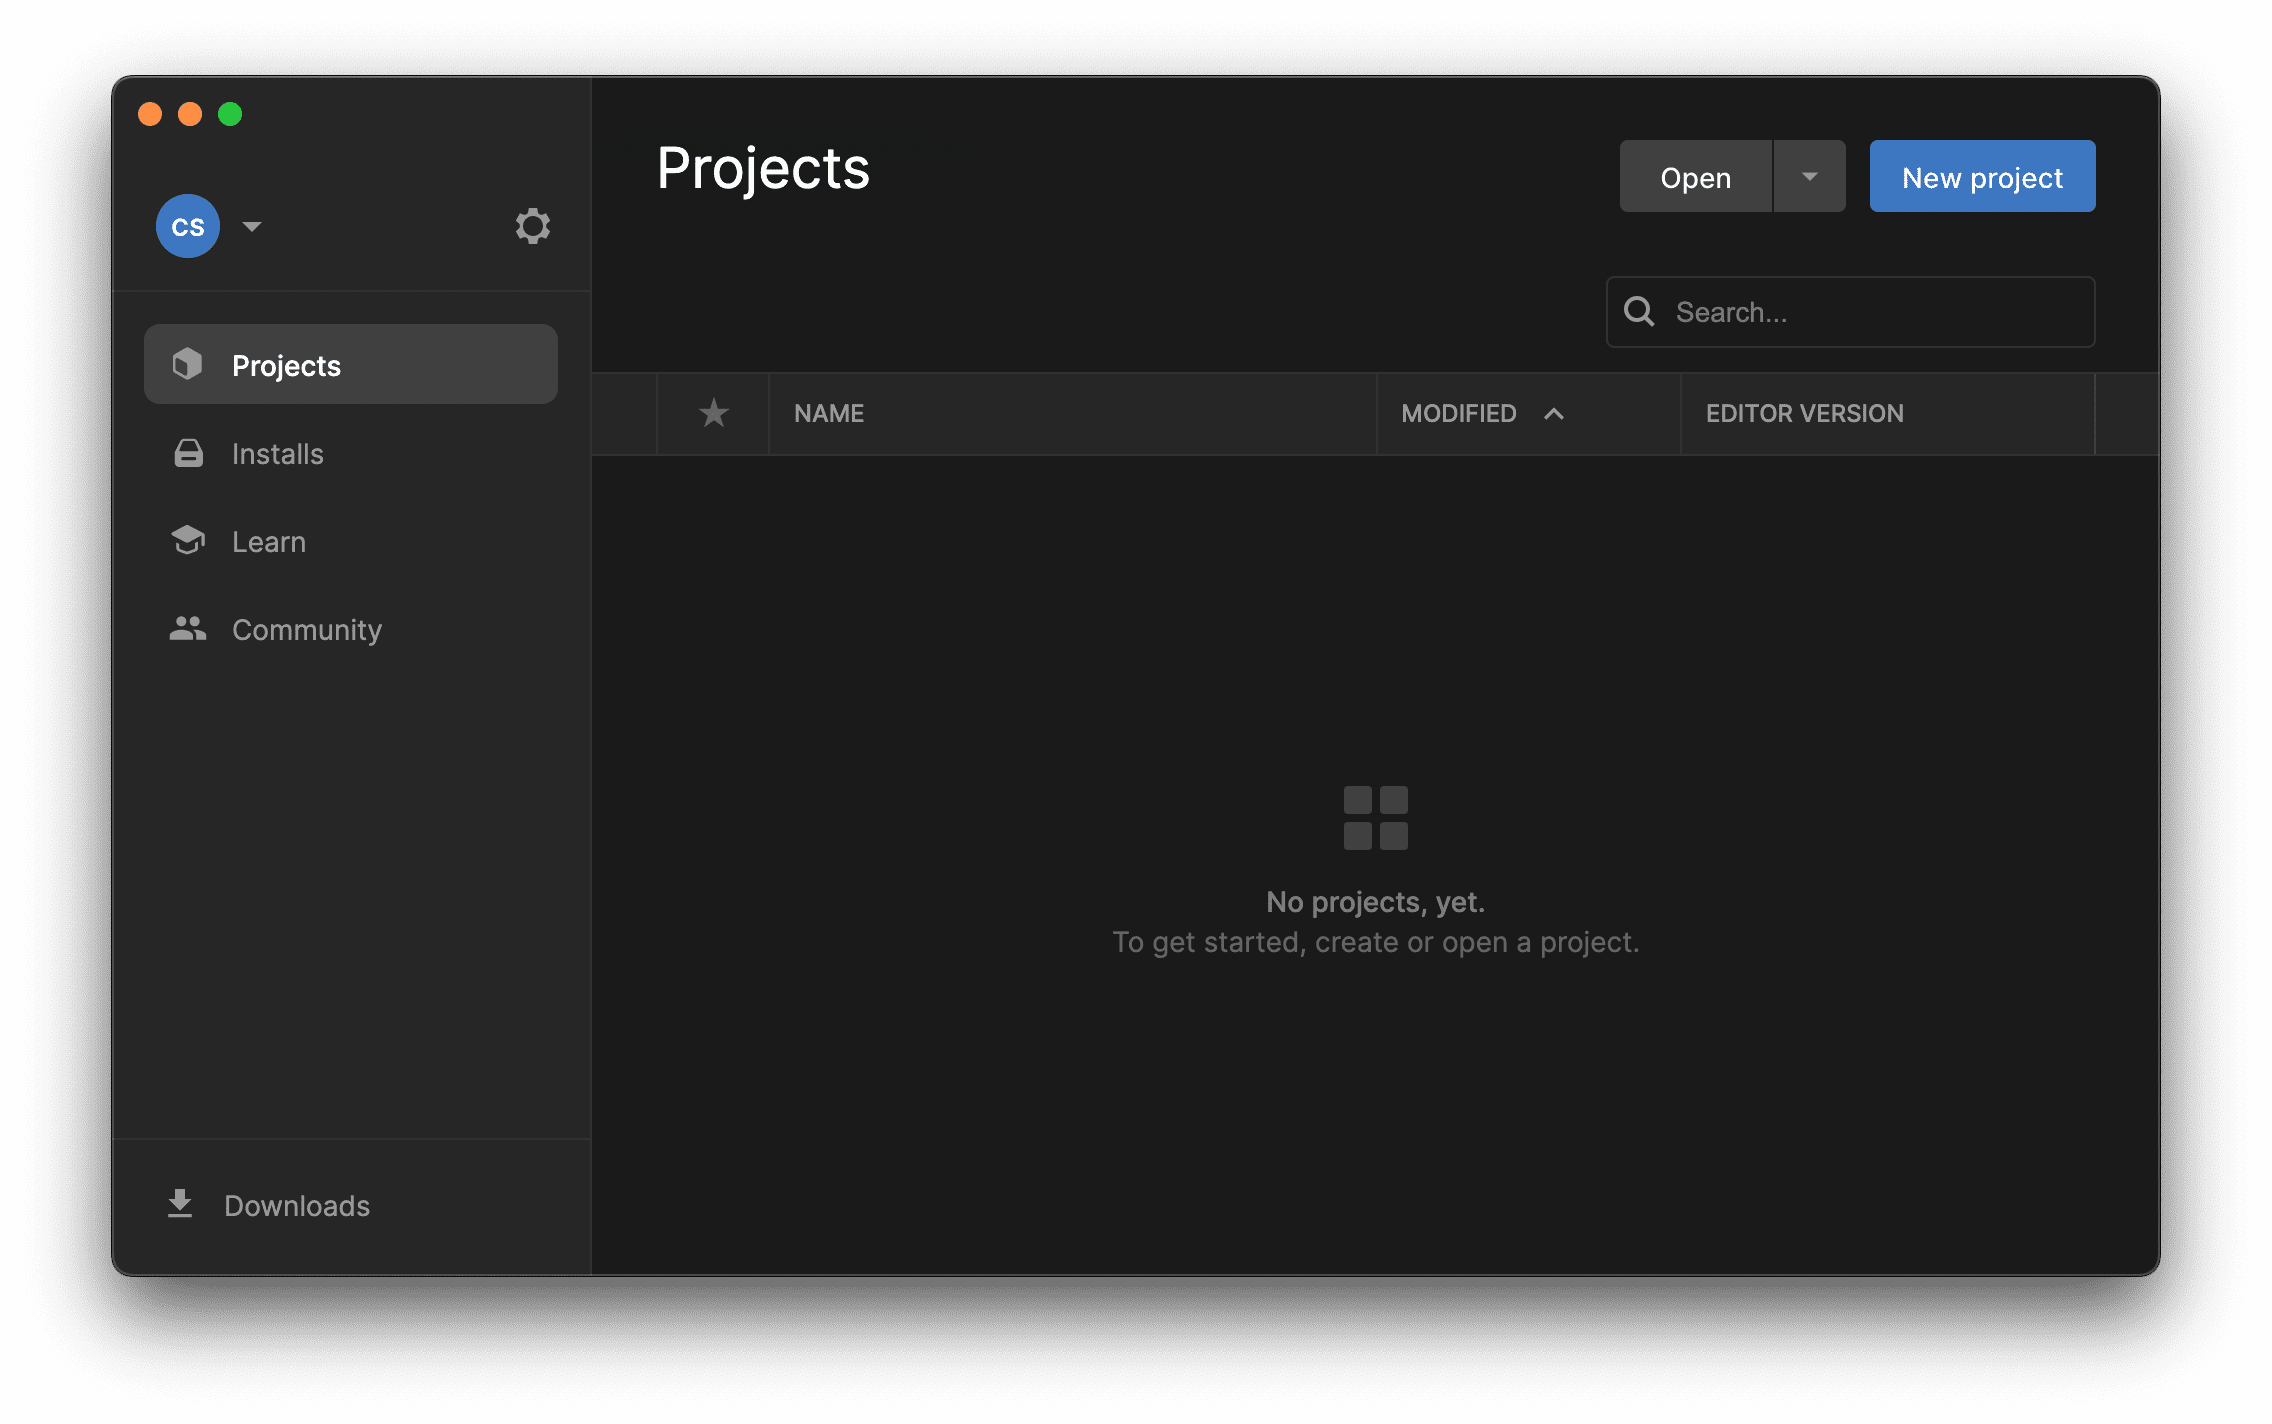 CS
Projects
Installs
Learn
Community
Downloads
Projects
Open
New project
Search...
NAME
MODIFIED
EDITOR VERSION
No projects, yet.
To get started, create or open a project.